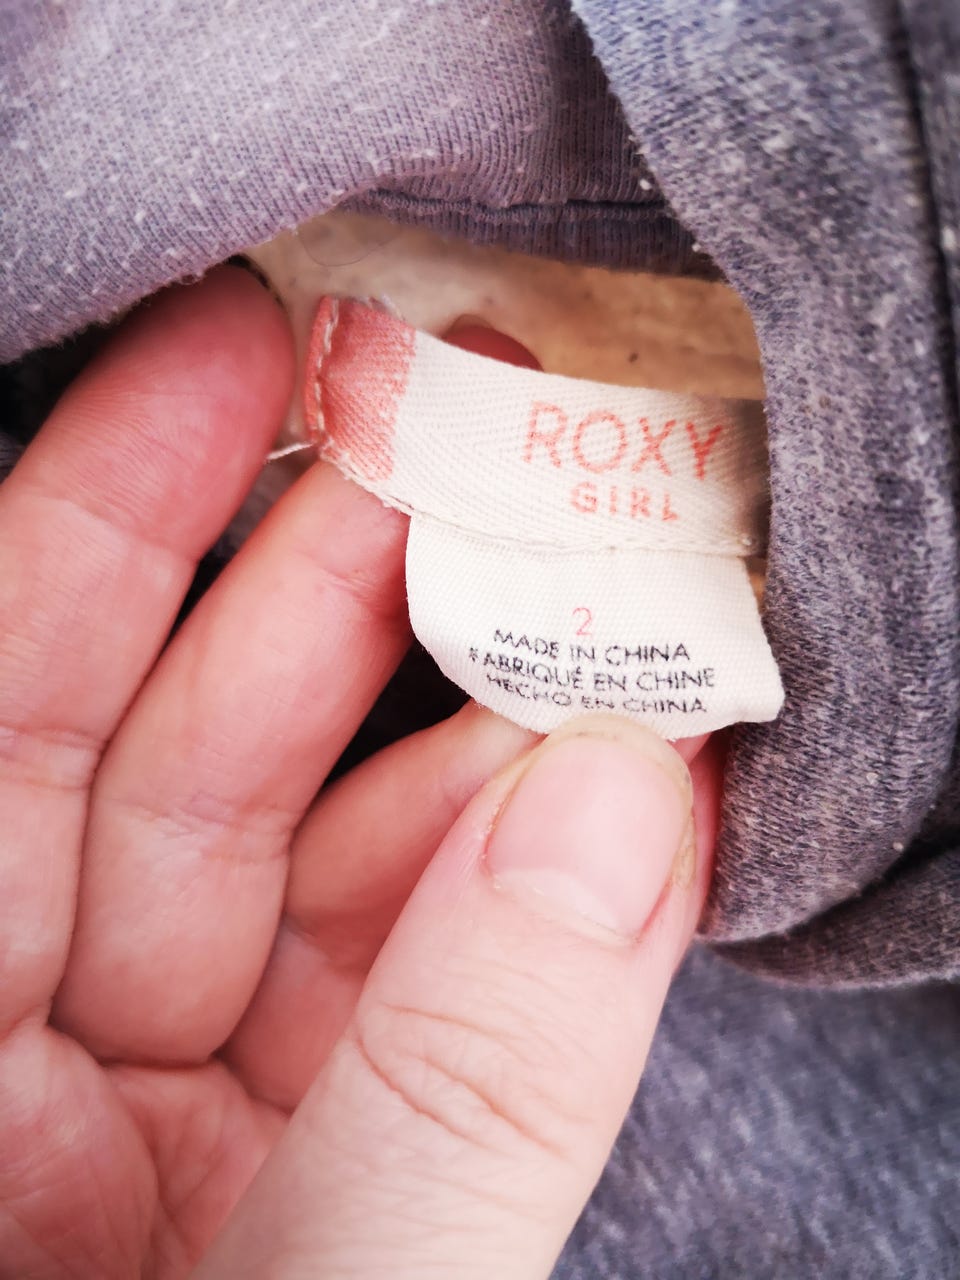 ROXY
GIRL
2
MADE IN CHINA
FABRIQUÉ EN CHINE
HECHO EN CHINA